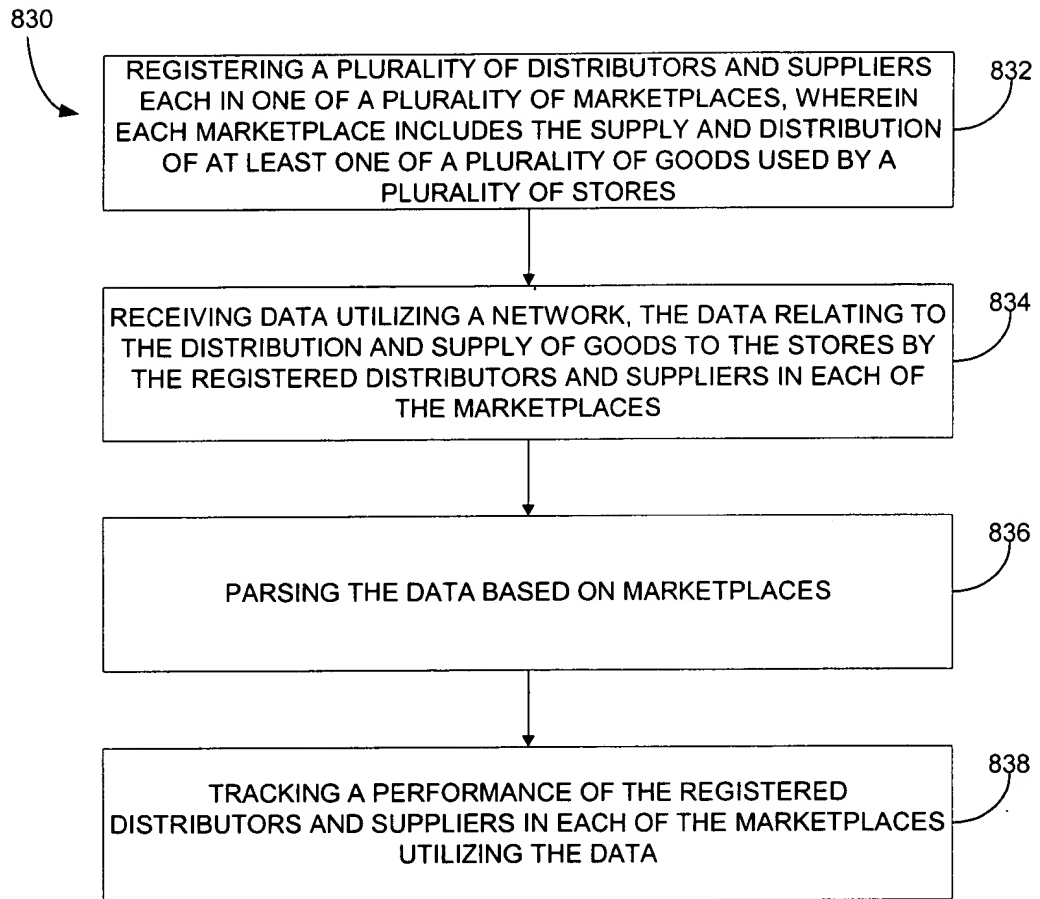 830
REGISTERING A PLURALITY OF DISTRIBUTORS AND SUPPLIERS
EACH IN ONE OF A PLURALITY OF MARKETPLACES, WHEREIN
EACH MARKETPLACE INCLUDES THE SUPPLY AND DISTRIBUTION
OF AT LEAST ONE OF A PLURALITY OF GOODS USED BY A
PLURALITY OF STORES
832
RECEIVING DATA UTILIZING A NETWORK, THE DATA RELATING TO
THE DISTRIBUTION AND SUPPLY OF GOODS TO THE STORES BY
THE REGISTERED DISTRIBUTORS AND SUPPLIERS IN EACH OF
THE MARKETPLACES
834
PARSING THE DATA BASED ON MARKETPLACES
836
TRACKING A PERFORMANCE OF THE REGISTERED
DISTRIBUTORS AND SUPPLIERS IN EACH OF THE MARKETPLACES
UTILIZING THE DATA
838